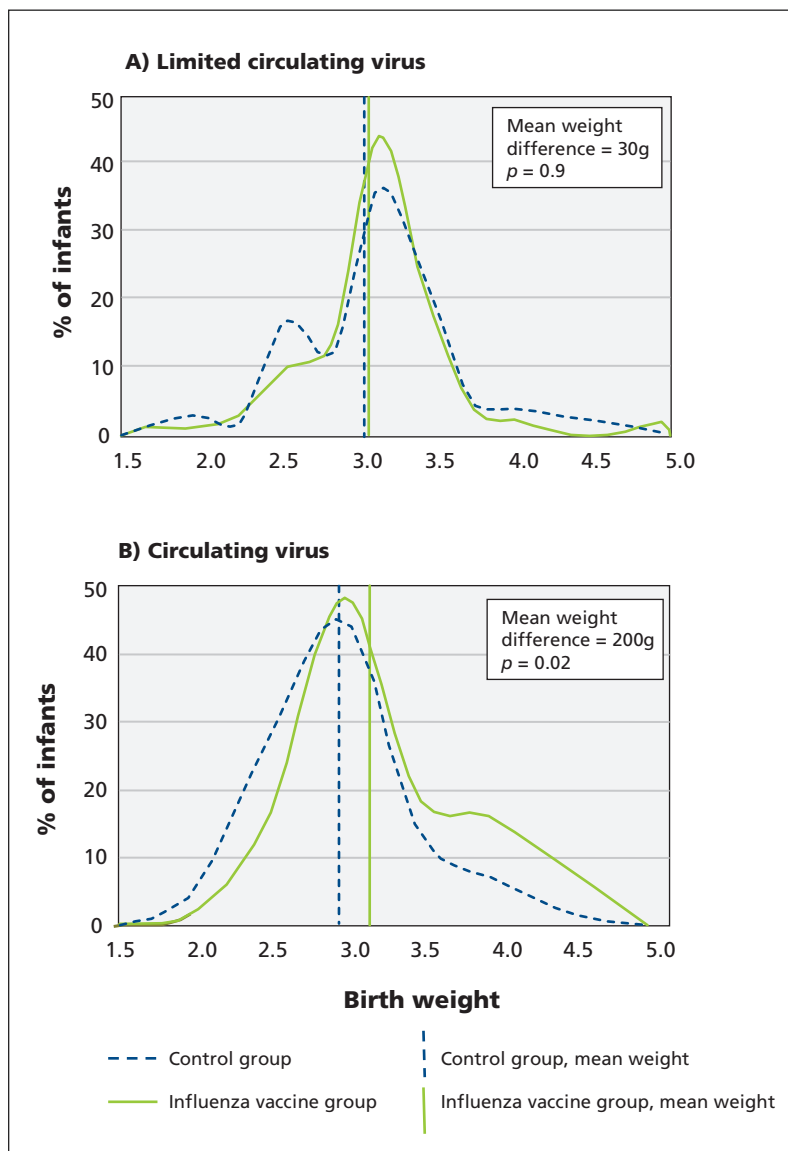 A) Limited circulating virus
50
40
30
20
10
0
% of infants
Mean weight
difference = 30g
p = 0.9
1.5 2.0 2.5 3.0 3.5 4.0 4.5 5.0
B) Circulating virus
50
40
30
20
10
0
% of infants
Mean weight
difference = 200g
p = 0.02
1.5 2.0 2.5 3.0 3.5 4.0 4.5 5.0
Birth weight
Control group
Control group, mean weight
Influenza vaccine group
Influenza vaccine group, mean weight